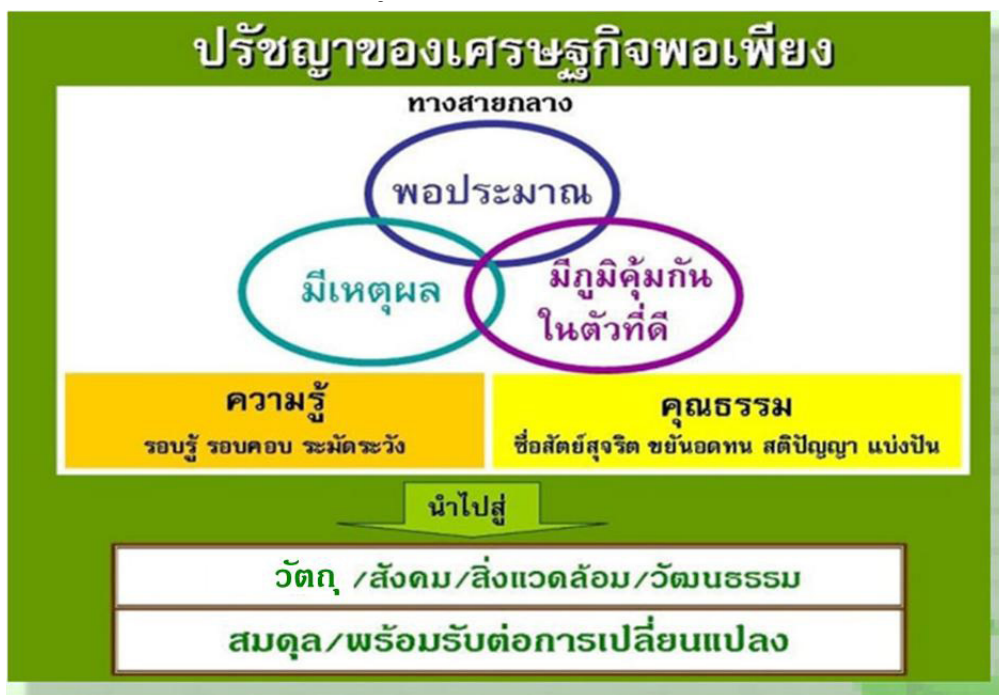 ปรัชญาของเศรษฐกิจพอเพียง
ทางสายกลาง
พอประมาณ
มีเหตุผล
มีภูมิคุ้มกัน
ในตัวที่ดี
ความรู้
รอบรู้ รอบคอบ ระมัดระวัง
คุณธรรม
ซื่อสัตย์สุจริต ขยันอดทน สติปัญญา แบ่งปัน
นำไปสู่
วัตถุ /สังคม/สิ่งแวดล้อม/วัฒนธรรม
สมดุล/พร้อมรับต่อการเปลี่ยนแปลง